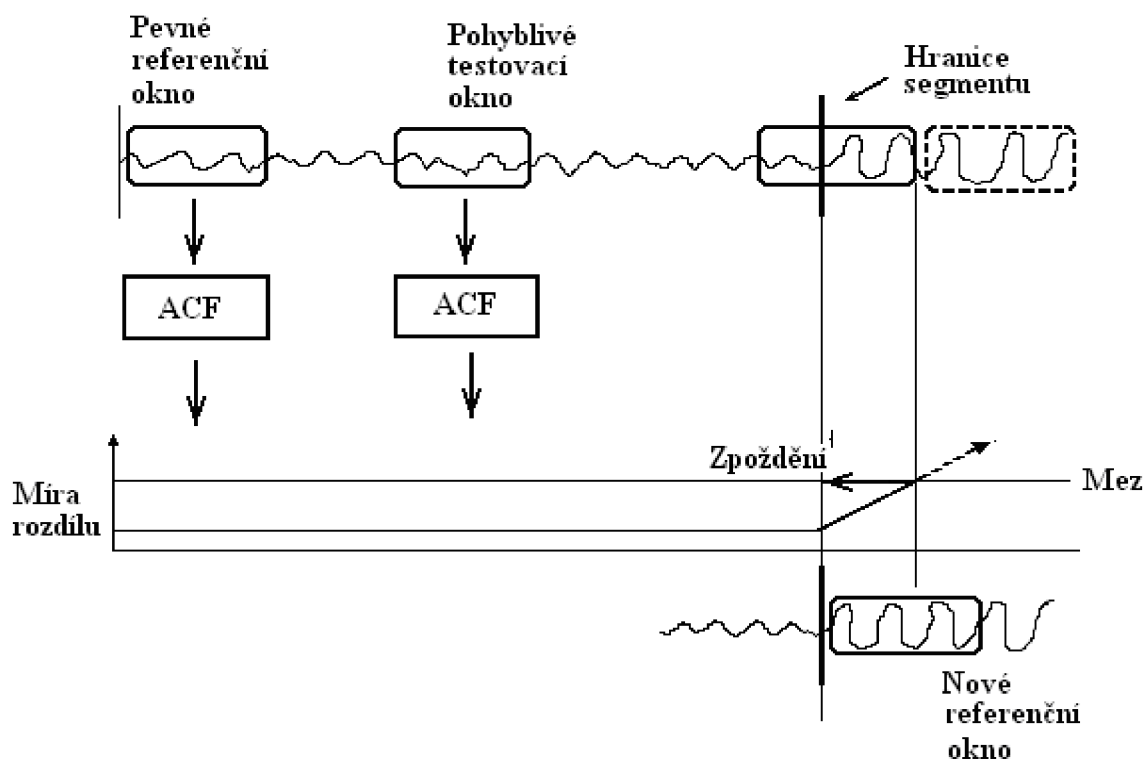 Pevné
referenční
okno
Pohyblivé
testovací
okno
Hranice
segmentu
ACF
ACF
Zpoždění
Mez
Míra
rozdílu
Nové
referenční
okno